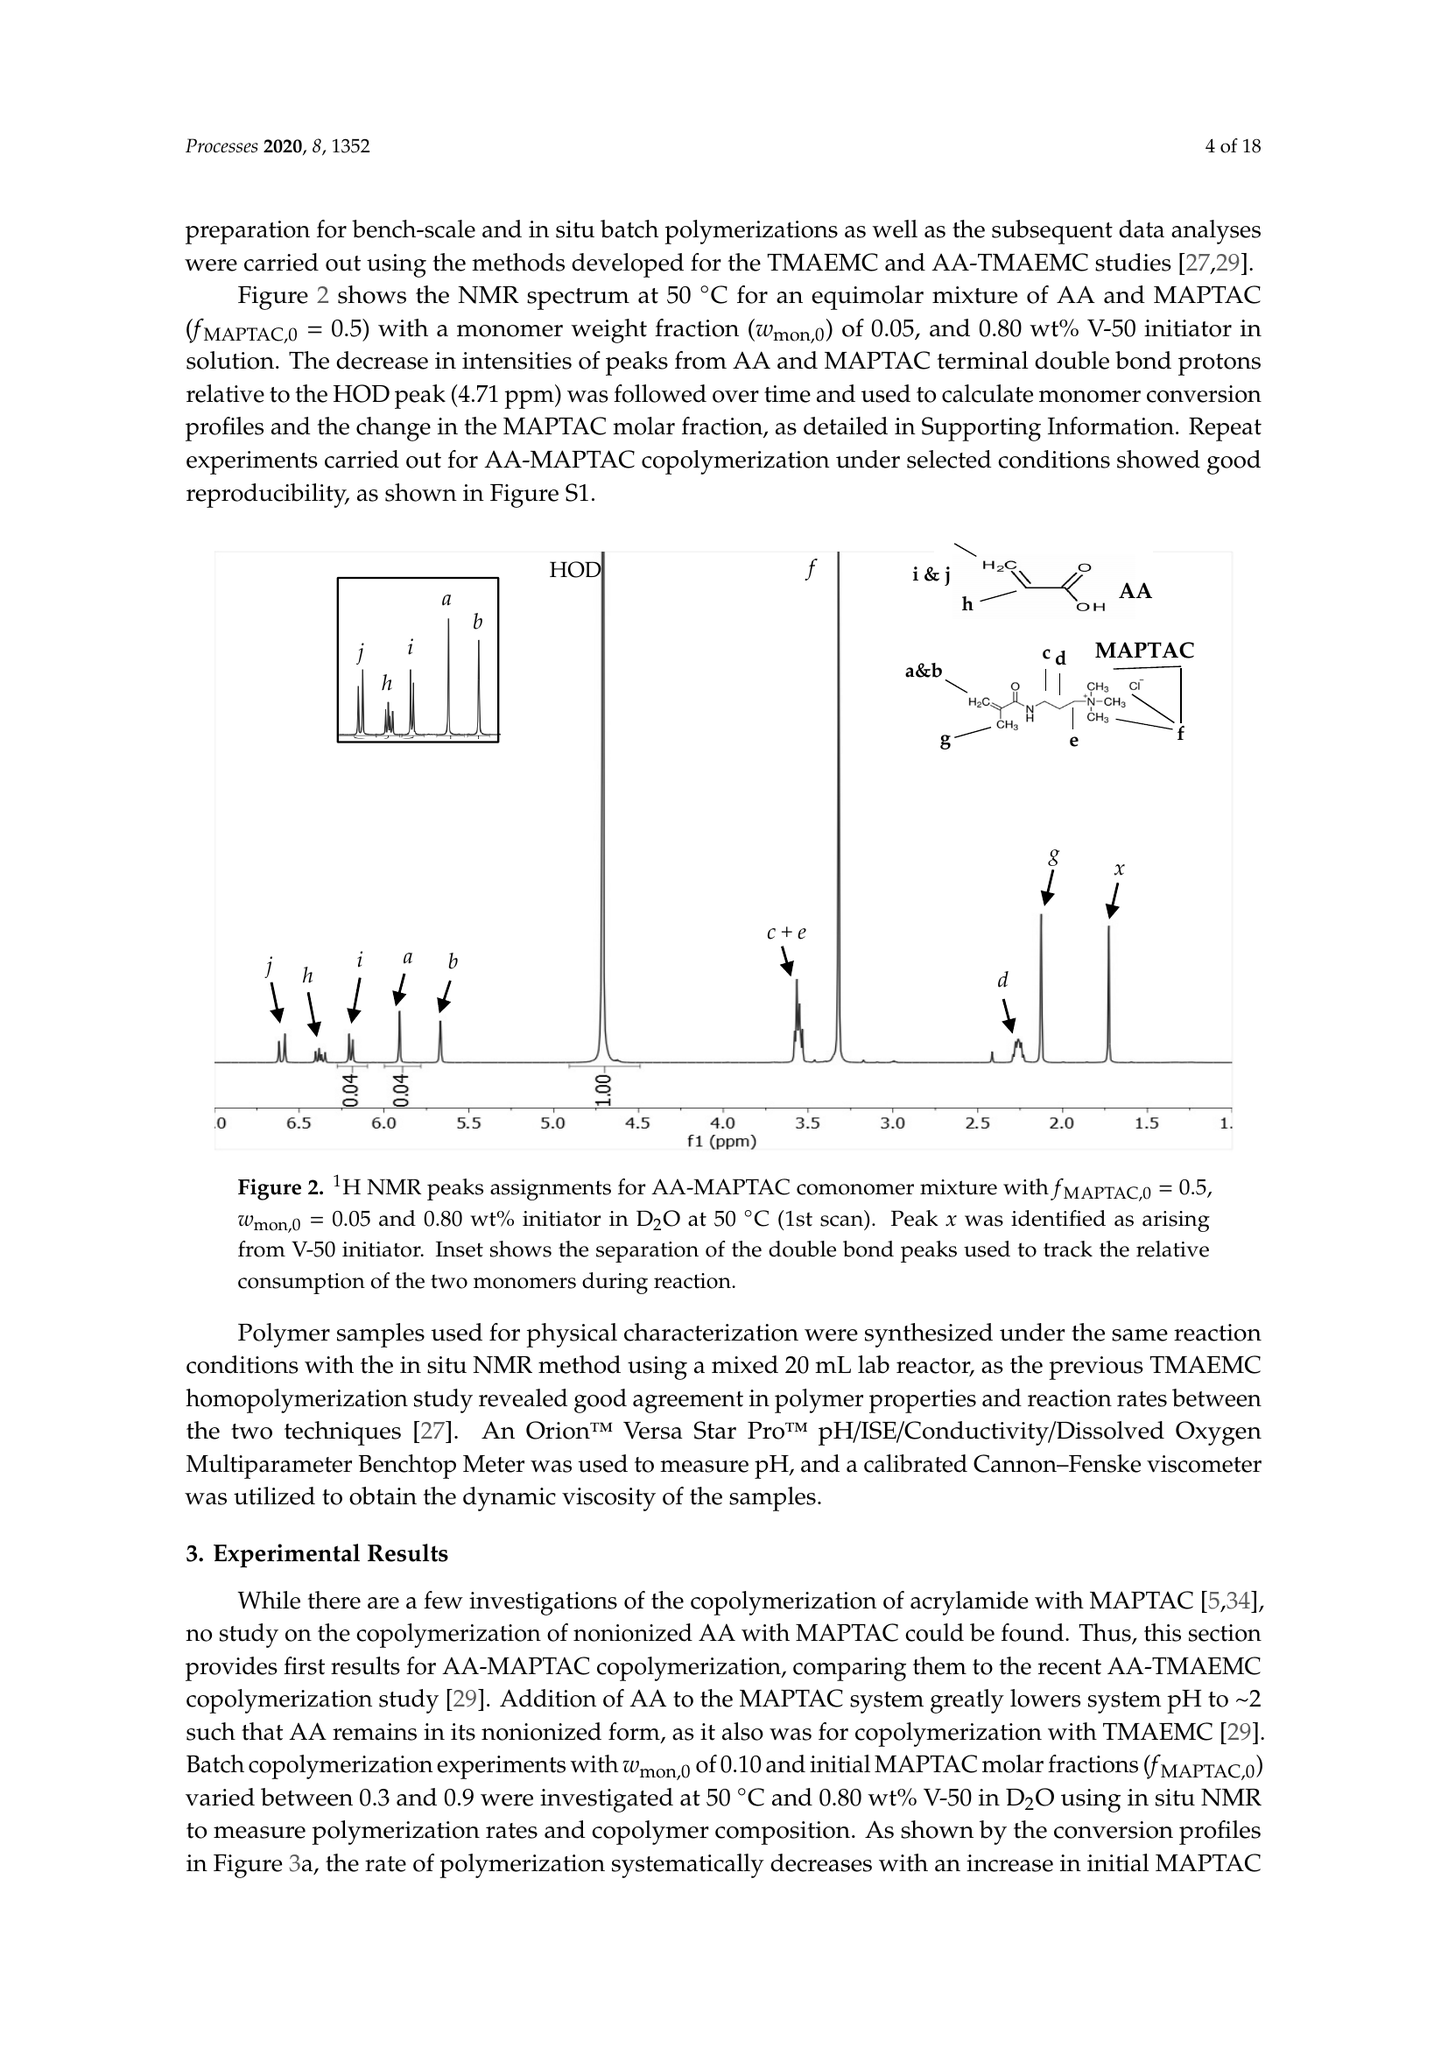 Processes 2020, 8, 1352
4 of 18
preparation for bench-scale and in situ batch polymerizations as well as the subsequent data analyses
were carried out using the methods developed for the TMAEMC and AA-TMAEMC studies [27,29].
Figure 2 shows the NMR spectrum at 50 °C for an equimolar mixture of AA and MAPTAC
(fMAPTAC,0 = 0.5) with a monomer weight fraction (wmon,0) of 0.05, and 0.80 wt% V-50 initiator in
solution. The decrease in intensities of peaks from AA and MAPTAC terminal double bond protons
relative to the HOD peak (4.71 ppm) was followed over time and used to calculate monomer conversion
profiles and the change in the MAPTAC molar fraction, as detailed in Supporting Information. Repeat
experiments carried out for AA-MAPTAC copolymerization under selected conditions showed good
reproducibility, as shown in Figure S1.
HOD
f
i & j
H2C
O
OH
AA
h
a
b
j
i
h
c d
MAPTAC
a&b
H2C
O
N
H
CH3
N+
CH3
CH3
CH3
Cl-
g
e
f
g
x
c + e
j
h
i
a
b
d
0.04
0.04
1.00
.0 6.5 6.0 5.5 5.0 4.5 4.0 3.5 3.0 2.5 2.0 1.5 1.
f1 (ppm)
Figure 2. 1H NMR peaks assignments for AA-MAPTAC comonomer mixture with fMAPTAC,0 = 0.5,
wmon,0 = 0.05 and 0.80 wt% initiator in D2O at 50 °C (1st scan). Peak x was identified as arising
from V-50 initiator. Inset shows the separation of the double bond peaks used to track the relative
consumption of the two monomers during reaction.
Polymer samples used for physical characterization were synthesized under the same reaction
conditions with the in situ NMR method using a mixed 20 mL lab reactor, as the previous TMAEMC
homopolymerization study revealed good agreement in polymer properties and reaction rates between
the two techniques [27]. An Orion™ Versa Star Pro™ pH/ISE/Conductivity/Dissolved Oxygen
Multiparameter Benchtop Meter was used to measure pH, and a calibrated Cannon–Fenske viscometer
was utilized to obtain the dynamic viscosity of the samples.
3. Experimental Results
While there are a few investigations of the copolymerization of acrylamide with MAPTAC [5,34],
no study on the copolymerization of nonionized AA with MAPTAC could be found. Thus, this section
provides first results for AA-MAPTAC copolymerization, comparing them to the recent AA-TMAEMC
copolymerization study [29]. Addition of AA to the MAPTAC system greatly lowers system pH to ~2
such that AA remains in its nonionized form, as it also was for copolymerization with TMAEMC [29].
Batch copolymerization experiments with wmon,0 of 0.10 and initial MAPTAC molar fractions (fMAPTAC,0)
varied between 0.3 and 0.9 were investigated at 50 °C and 0.80 wt% V-50 in D2O using in situ NMR
to measure polymerization rates and copolymer composition. As shown by the conversion profiles
in Figure 3a, the rate of polymerization systematically decreases with an increase in initial MAPTAC